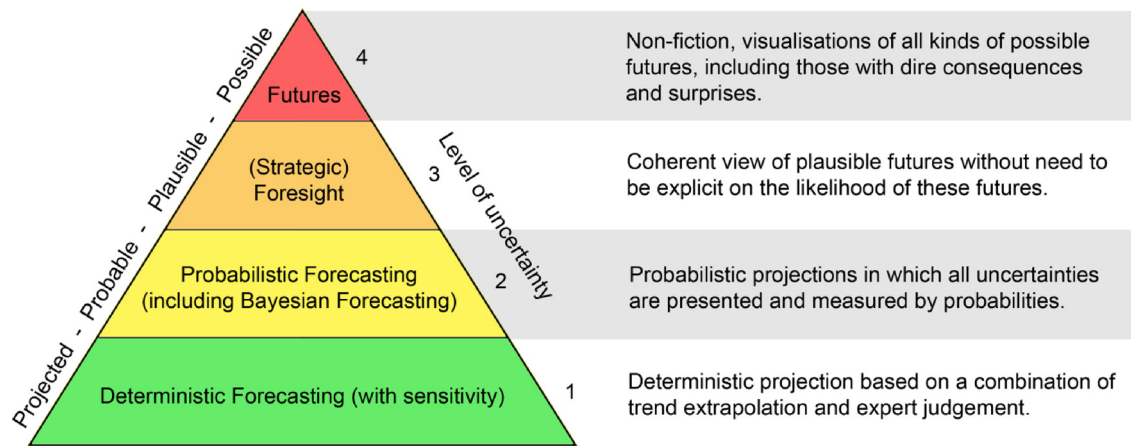 Projected - Probable - Plausible - Possible
4
Futures
Non-fiction, visualisations of all kinds of possible
futures, including those with dire consequences
and surprises.
Level of uncertainty
3
(Strategic)
Foresight
Coherent view of plausible futures without need to
be explicit on the likelihood of these futures.
2
Probabilistic Forecasting
(including Bayesian Forecasting)
Probabilistic projections in which all uncertainties
are presented and measured by probabilities.
1
Deterministic Forecasting (with sensitivity)
Deterministic projection based on a combination of
trend extrapolation and expert judgement.